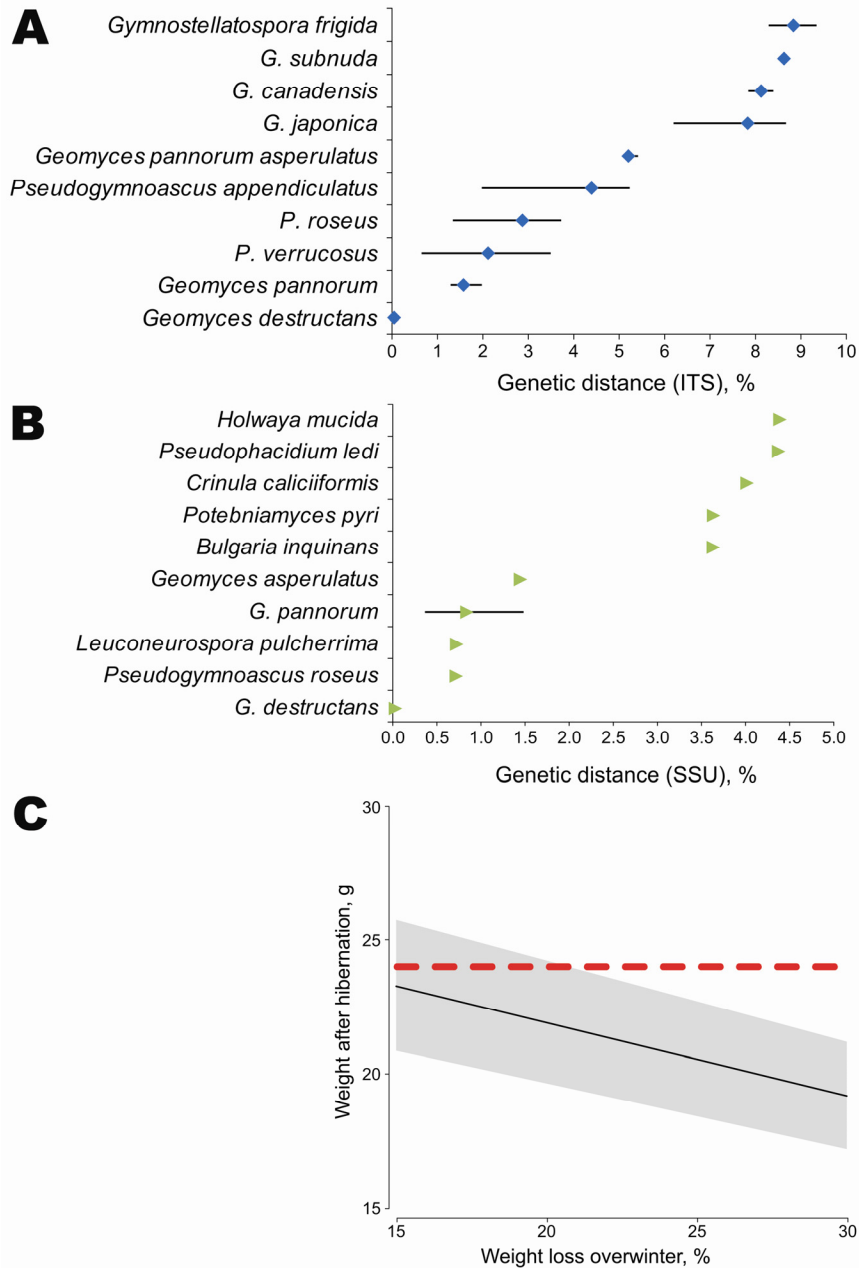 A
Gymnostellatospora frigida
G. subnuda
G. canadensis
G. japonica
Geomyces pannorum asperulatus
Pseudogymnoascus appendiculatus
P. roseus
P. verrucosus
Geomyces pannorum
Geomyces destructans
0 1 2 3 4 5 6 7 8 9 10
Genetic distance (ITS), %
B
Holwaya mucida
Pseudophacidium ledi
Crinula caliciiformis
Potebniamyces pyri
Bulgaria inquinans
Geomyces asperulatus
G. pannorum
Leuconeurospora pulcherrima
Pseudogymnoascus roseus
G. destructans
0.0 0.5 1.0 1.5 2.0 2.5 3.0 3.5 4.0 4.5 5.0
Genetic distance (SSU), %
C
Weight after hibernation, g
30
25
20
15
15 20 25 30
Weight loss overwinter, %